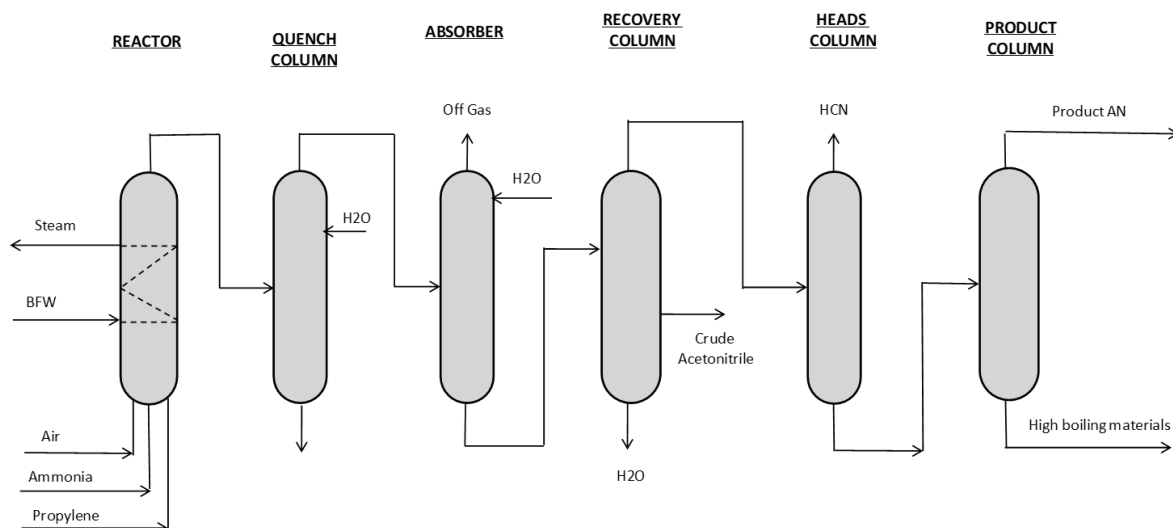 REACTOR
QUENCH
COLUMN
ABSORBER
RECOVERY
COLUMN
HEADS
COLUMN
PRODUCT
COLUMN
Off Gas
HCN
Product AN
H2O
Steam
H2O
BFW
Crude
Acetonitrile
Air
High boiling materials
Ammonia
H2O
Propylene